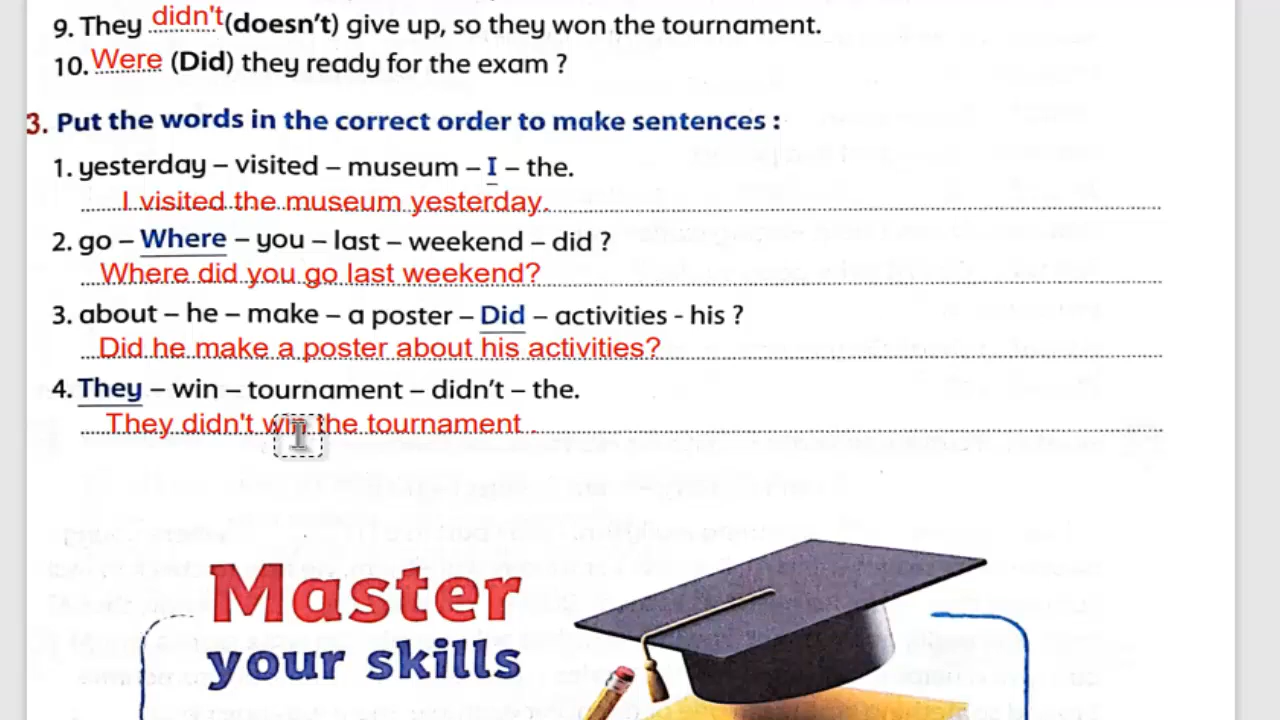 9. They didn't (doesn't) give up, so they won the tournament.
10. Were (Did) they ready for the exam ?
3. Put the words in the correct order to make sentences :
1. yesterday – visited – museum – I – the.
I visited the museum yesterday.
2. go – Where – you – last – weekend – did ?
Where did you go last weekend?
3. about – he – make – a poster – Did – activities - his ?
Did he make a poster about his activities?
4. They – win – tournament – didn't – the.
They didn't win the tournament .
Master
your skills